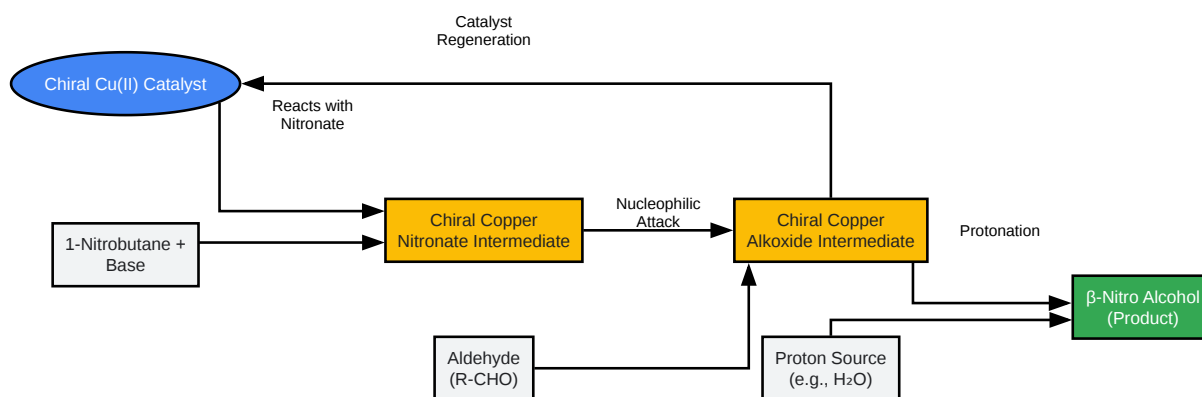 Catalyst
Regeneration
Chiral Cu(II) Catalyst
Reacts with
Nitronate
1-Nitrobutane +
Base
Chiral Copper
Nitronate Intermediate
Nucleophilic
Attack
Chiral Copper
Alkoxide Intermediate
Protonation
β-Nitro Alcohol
(Product)
Aldehyde
(R-CHO)
Proton Source
(e.g., H₂O)